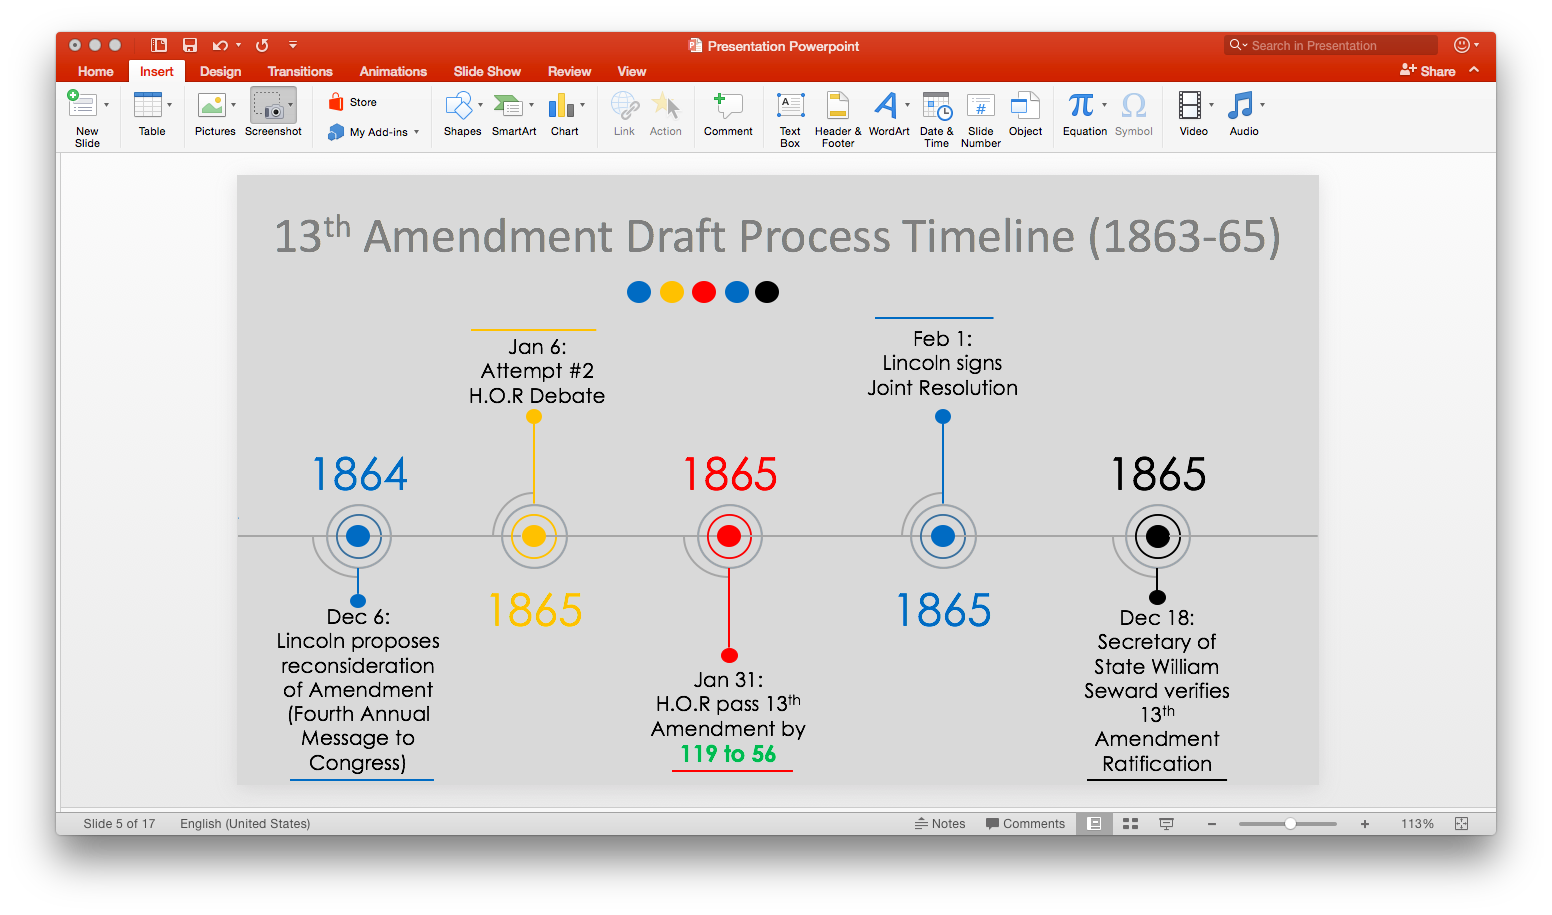 Presentation Powerpoint
Search in Presentation
Home Insert Design Transitions Animations Slide Show Review View
Share
New Slide
Table
Pictures
Screenshot
Store
My Add-ins
Shapes
SmartArt
Chart
Link
Action
Comment
A
Text Box
Header & Footer
A
WordArt
Date & Time
#
Slide Number
Object
π
Equation
Ω
Symbol
Video
Audio
13th Amendment Draft Process Timeline (1863-65)
Jan 6:
Attempt #2
H.O.R Debate
Feb 1:
Lincoln signs
Joint Resolution
1864
1865
1865
1865
1865
Dec 6:
Lincoln proposes
reconsideration
of Amendment
(Fourth Annual
Message to
Congress)
Jan 31:
H.O.R pass 13th
Amendment by
119 to 56
Dec 18:
Secretary of
State William
Seward verifies
13th
Amendment
Ratification
Slide 5 of 17
English (United States)
Notes
Comments
113%